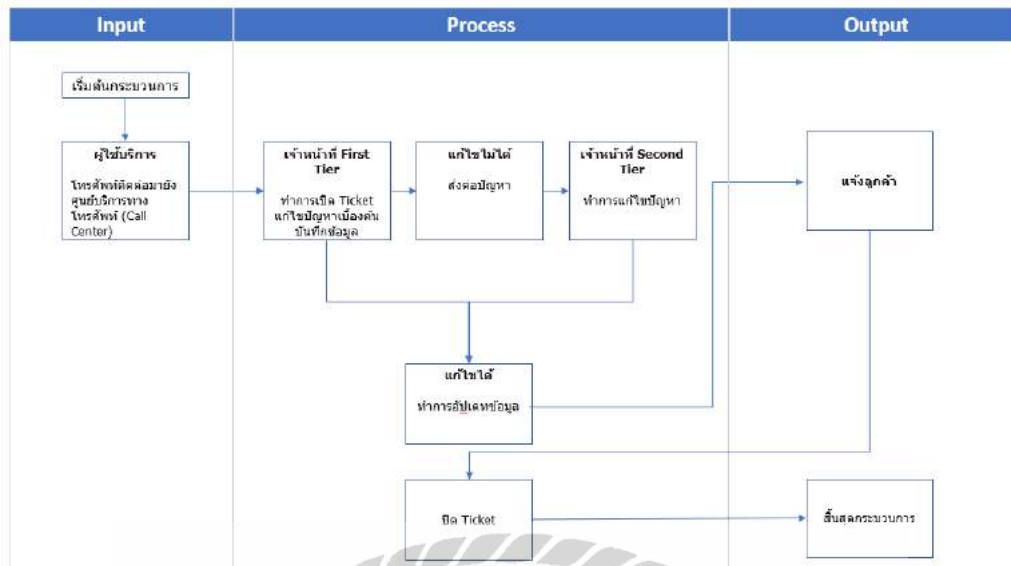 Input
Process
Output
เริ่มต้นกระบวนการ
ผู้ใช้บริการ
โทรศัพท์ติดต่อมายัง
ศูนย์บริการทาง
โทรศัพท์ (Call
Center)
เจ้าหน้าที่ First
Tier
ทำการเปิด Ticket
แก้ไขปัญหาเบื้องต้น
บันทึกข้อมูล
แก้ไขไม่ได้
ส่งต่อปัญหา
เจ้าหน้าที่ Second
Tier
ทำการแก้ไขปัญหา
แจ้งลูกค้า
แก้ไขได้
ทำการอัปเดทข้อมูล
ปิด Ticket
สิ้นสุดกระบวนการ